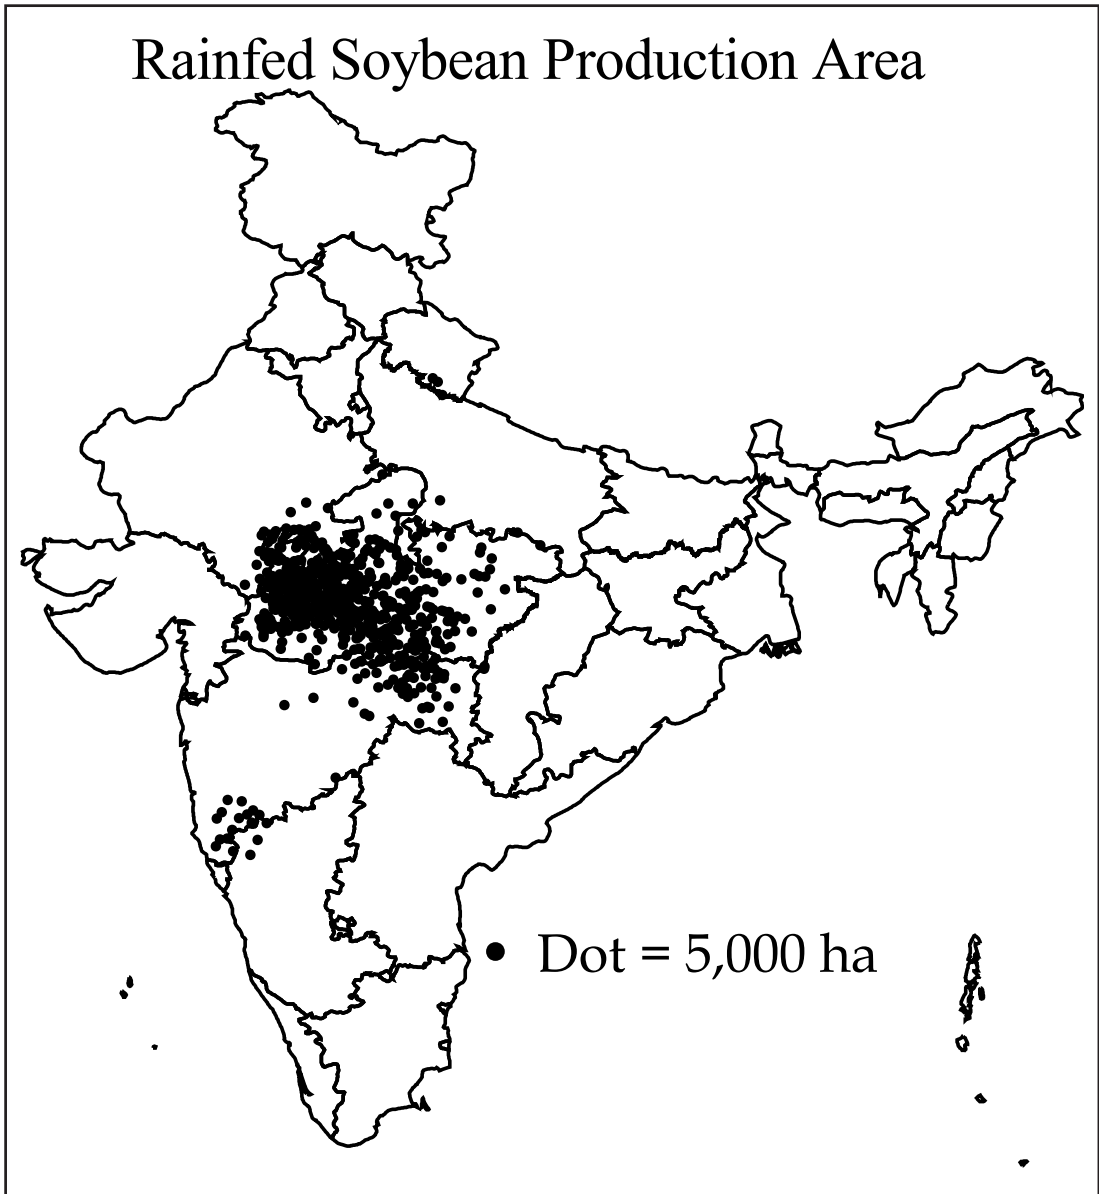 Rainfed Soybean Production Area
Dot = 5,000 ha